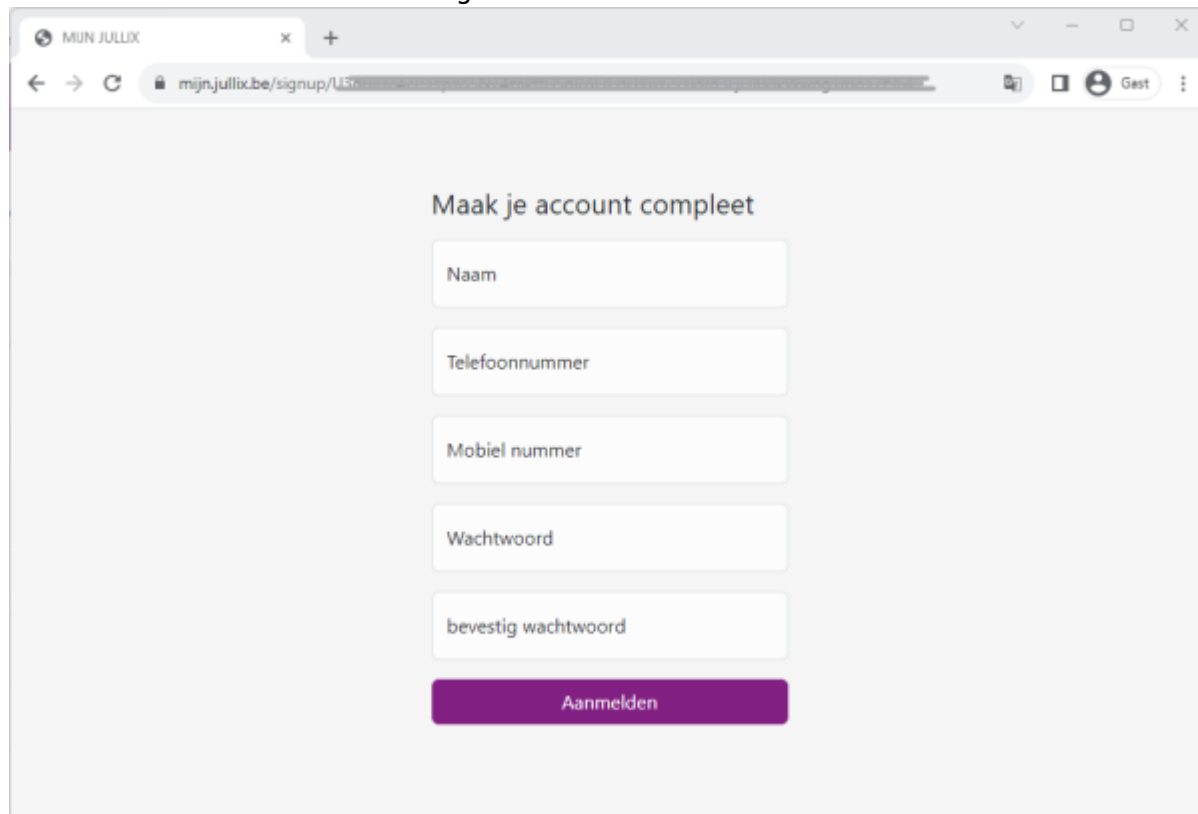 MIJN JULLIX
mijn.jullix.be/signup/U3
Gast
Maak je account compleet
Naam
Telefoonnummer
Mobiel nummer
Wachtwoord
bevestig wachtwoord
Aanmelden